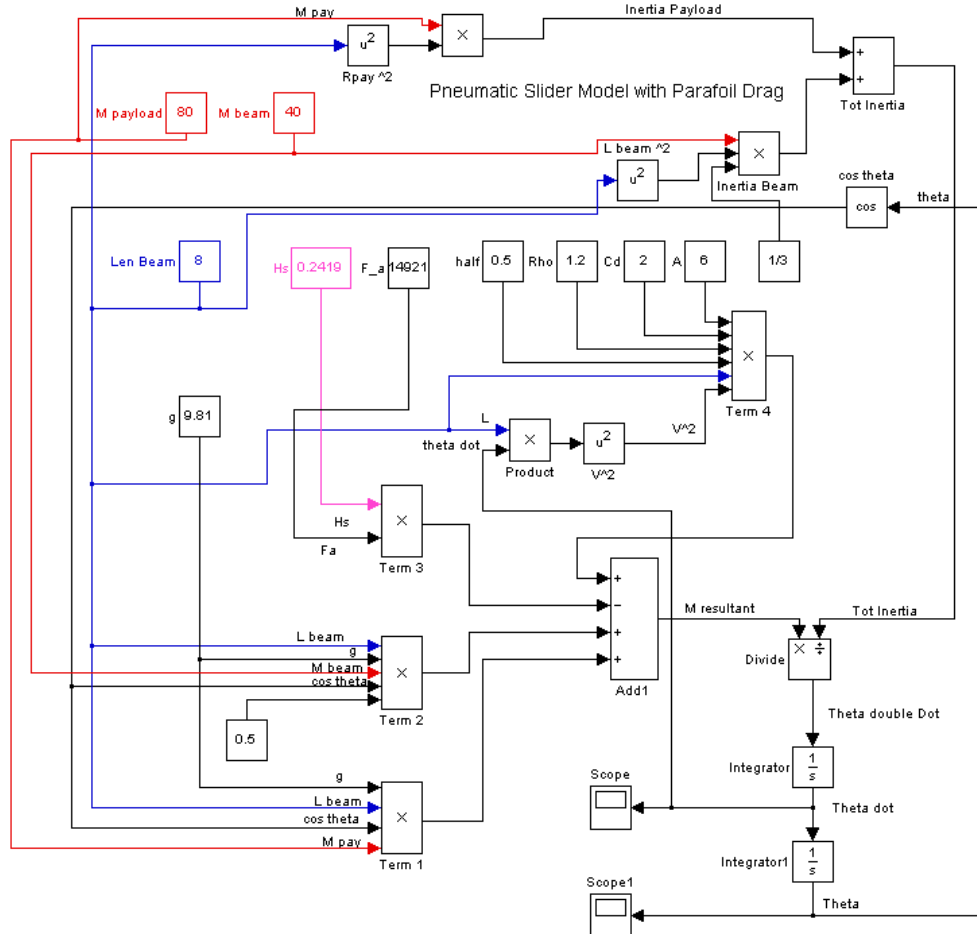 M pay
Inertia Payload
u²
×
Rpay ^2
+
+
Tot Inertia
Pneumatic Slider Model with Parafoil Drag
M payload
80
M beam
40
L beam ^2
u²
×
Inertia Beam
cos theta
cos
theta
Len Beam
8
Hs
0.2419
F_a
14921
half
0.5
Rho
1.2
Cd
2
A
6
1/3
×
Term 4
g
9.81
L
theta dot
×
Product
u²
V^2
V^2
Hs
Fa
×
Term 3
+
−
+
+
Add1
M resultant
Tot Inertia
× ÷
Divide
L beam
g
M beam
cos theta
×
Term 2
0.5
Theta double Dot
g
L beam
cos theta
M pay
×
Term 1
Integrator
1
s
Scope
Theta dot
Integrator1
1
s
Scope1
Theta